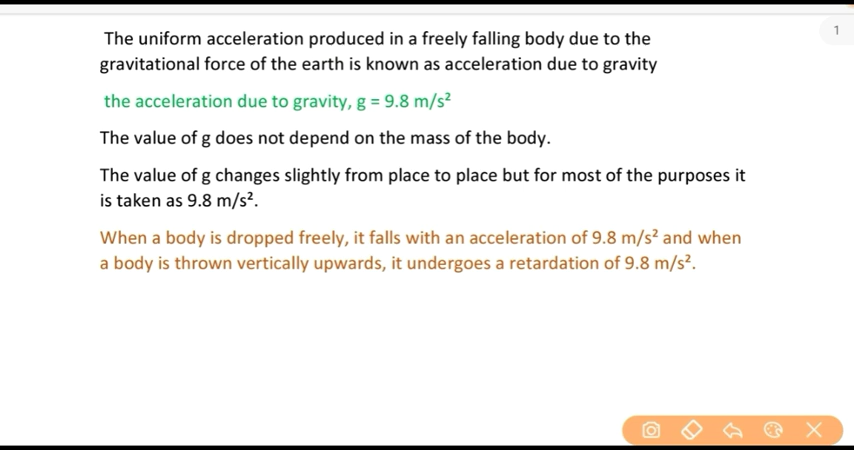 1
The uniform acceleration produced in a freely falling body due to the
gravitational force of the earth is known as acceleration due to gravity
the acceleration due to gravity, g = 9.8 m/s²
The value of g does not depend on the mass of the body.
The value of g changes slightly from place to place but for most of the purposes it
is taken as 9.8 m/s².
When a body is dropped freely, it falls with an acceleration of 9.8 m/s² and when
a body is thrown vertically upwards, it undergoes a retardation of 9.8 m/s².